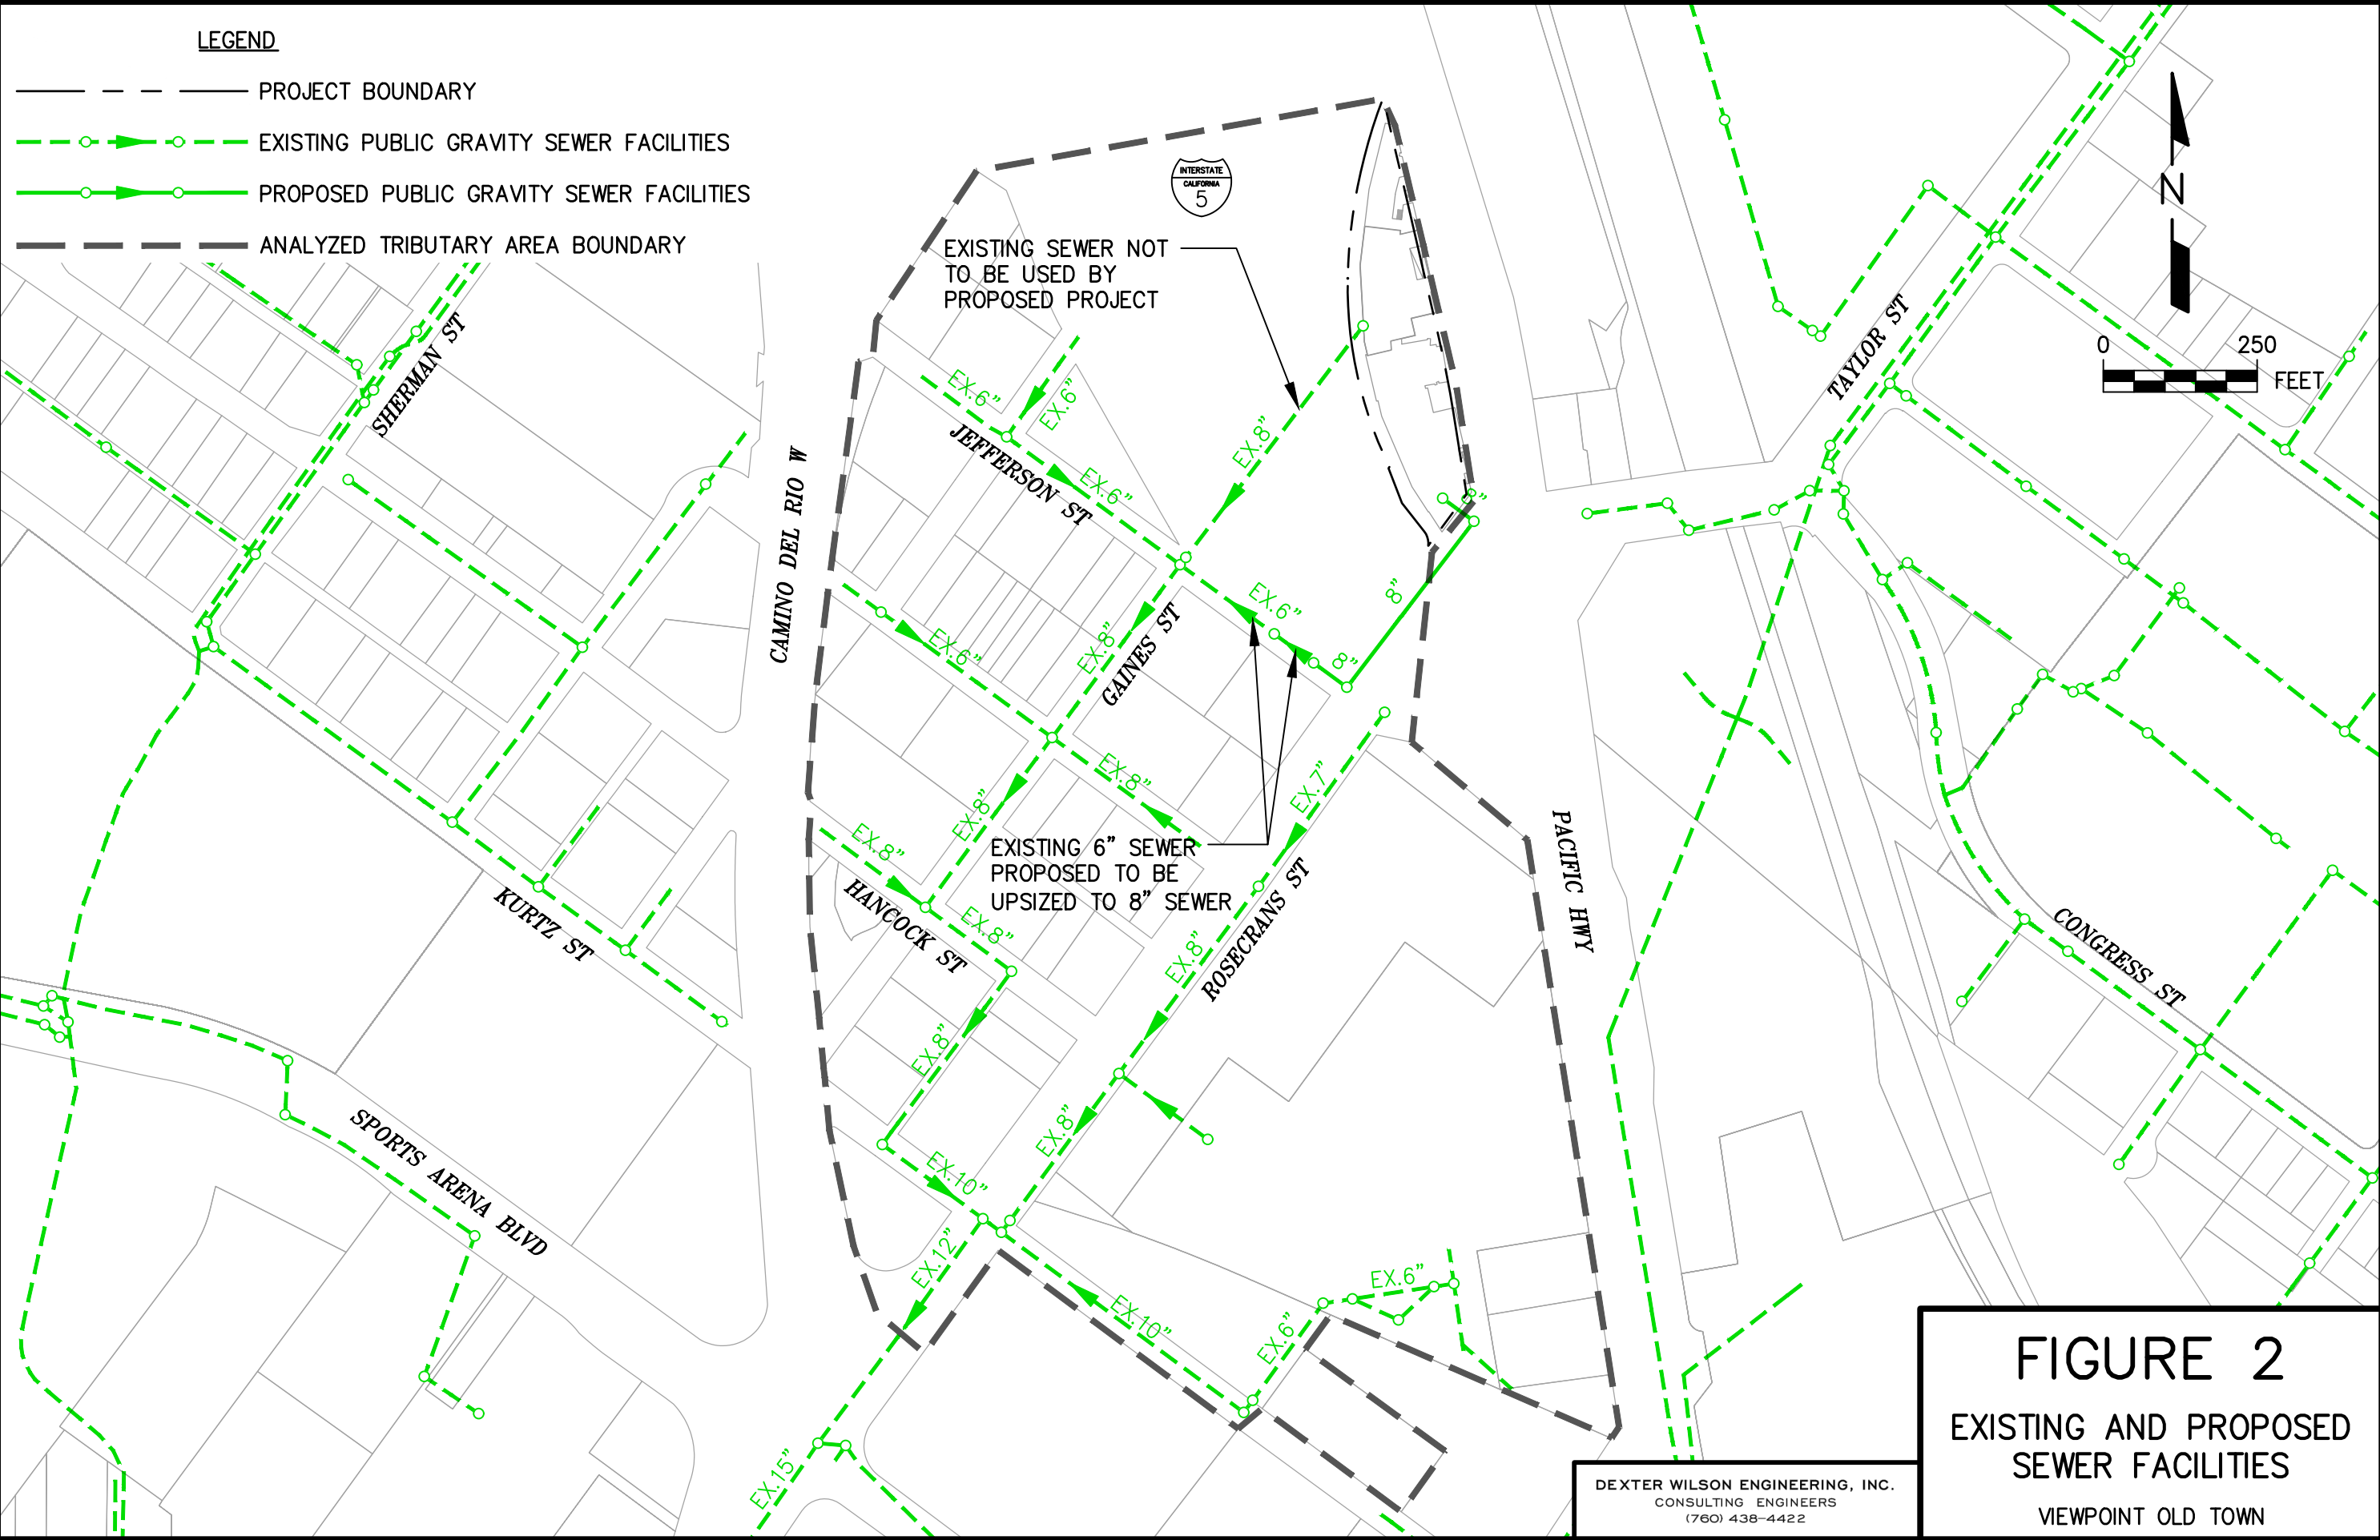 LEGEND
PROJECT BOUNDARY
EXISTING PUBLIC GRAVITY SEWER FACILITIES
PROPOSED PUBLIC GRAVITY SEWER FACILITIES
ANALYZED TRIBUTARY AREA BOUNDARY
INTERSTATE
CALIFORNIA
5
EXISTING SEWER NOT
TO BE USED BY
PROPOSED PROJECT
N
0 250
FEET
SHERMAN ST
TAYLOR ST
EX.6”
EX.6”
JEFFERSON ST
EX.6”
EX.8”
CAMINO DEL RIO W
8”
8”
EX.6”
8”
EX.6”
EX.8”
GAINES ST
EX.8”
EX.8”
EX.7”
EX.8”
EXISTING 6” SEWER
PROPOSED TO BE
UPSIZED TO 8” SEWER
PACIFIC HWY
HANCOCK ST
EX.8”
KURTZ ST
EX.8”
ROSECRANS ST
CONGRESS ST
EX.8”
EX.8”
SPORTS ARENA BLVD
EX.10”
EX.12”
EX.10”
EX.6”
EX.6”
EX.15”
DEXTER WILSON ENGINEERING, INC.
CONSULTING ENGINEERS
(760) 438-4422
FIGURE 2
EXISTING AND PROPOSED
SEWER FACILITIES
VIEWPOINT OLD TOWN